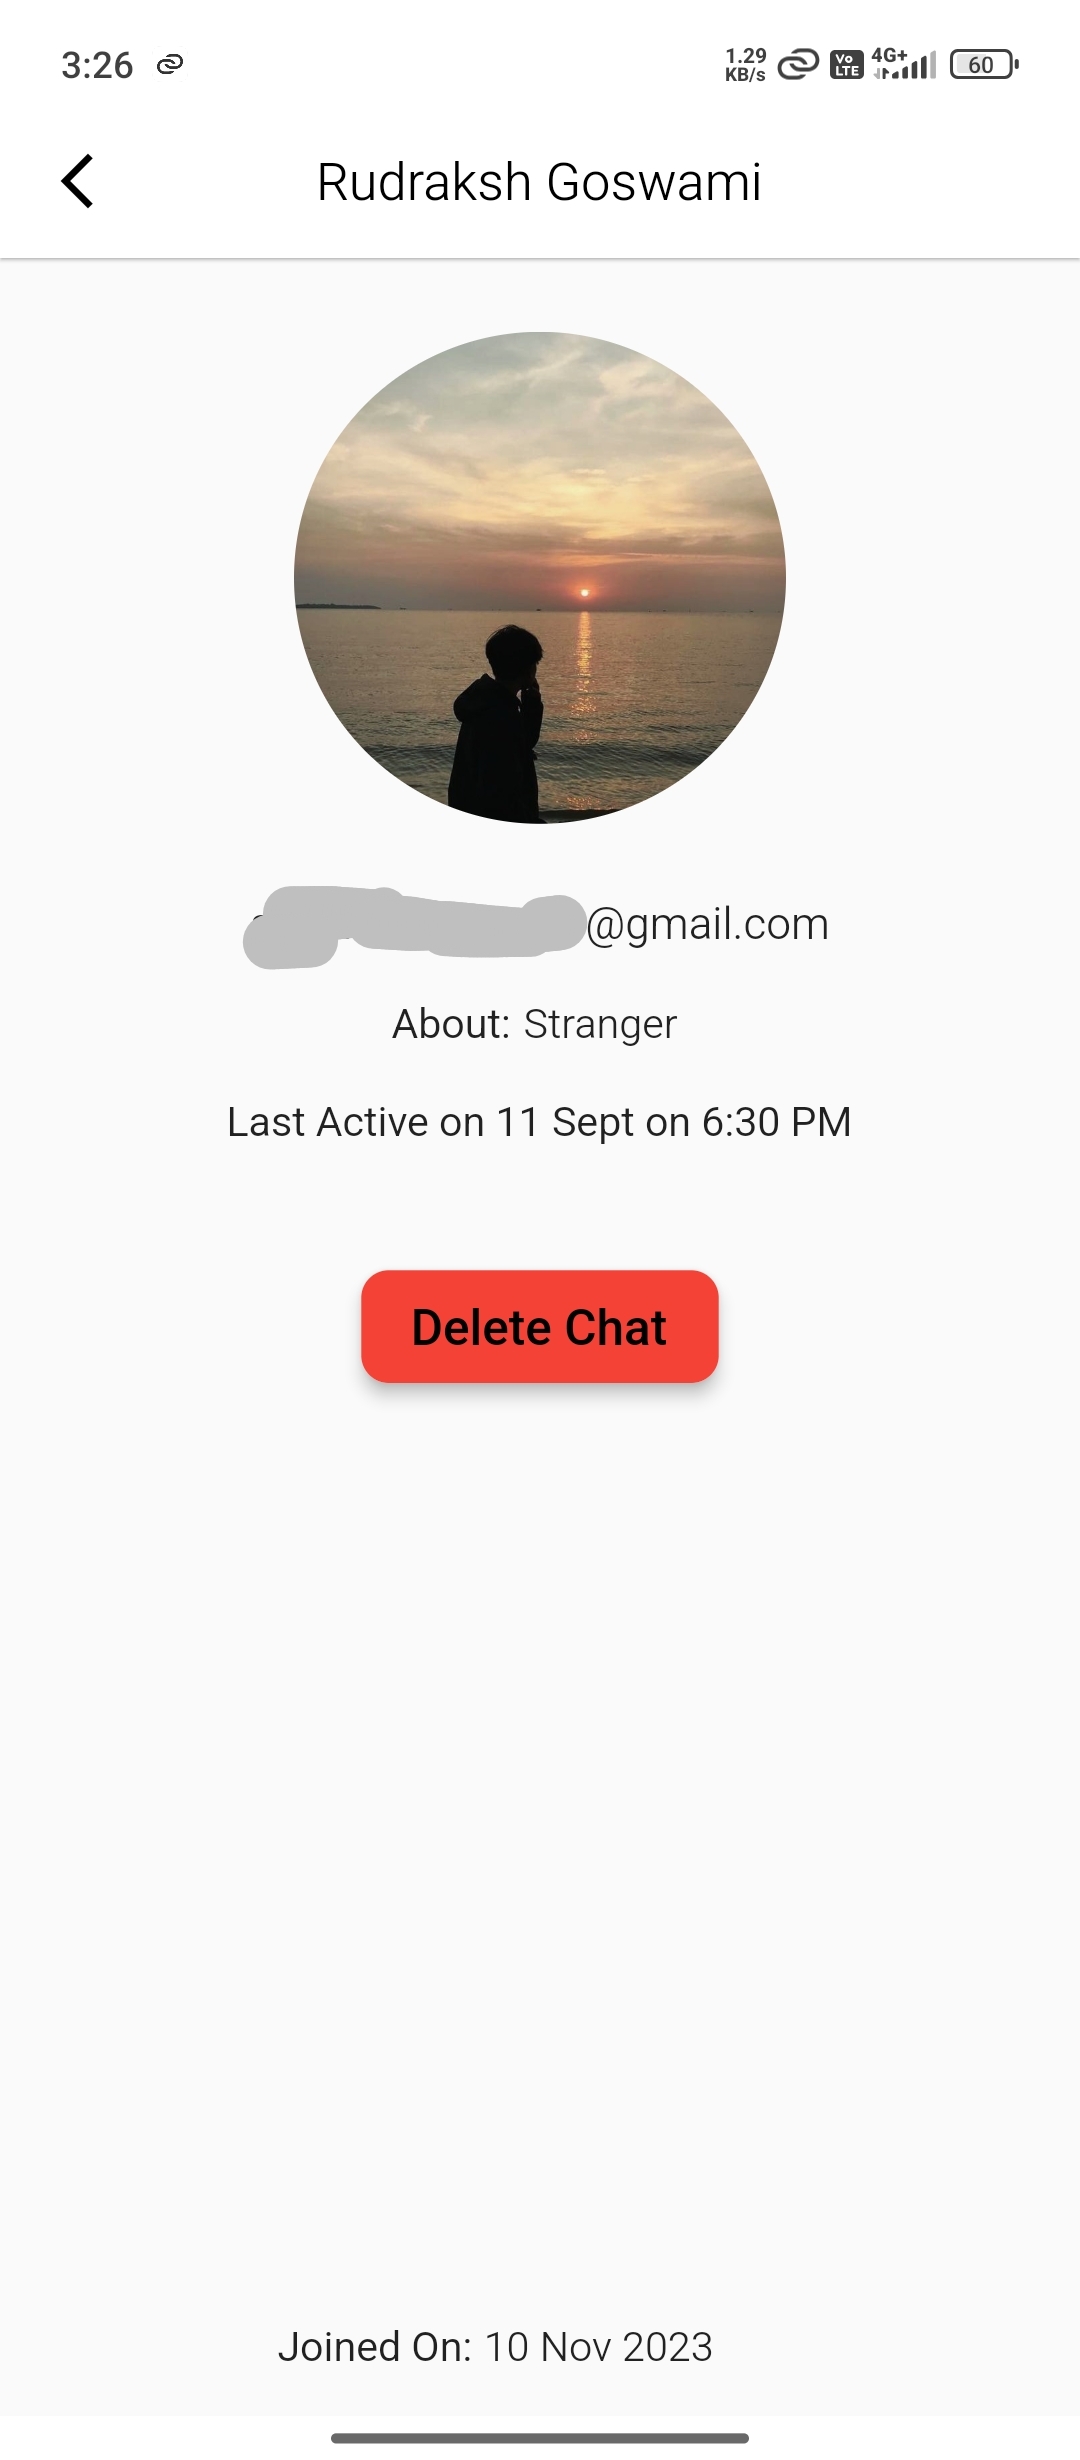 3:26
1.29
KB/s
Vo
LTE
4G+
60
Rudraksh Goswami
@gmail.com
About: Stranger
Last Active on 11 Sept on 6:30 PM
Delete Chat
Joined On: 10 Nov 2023